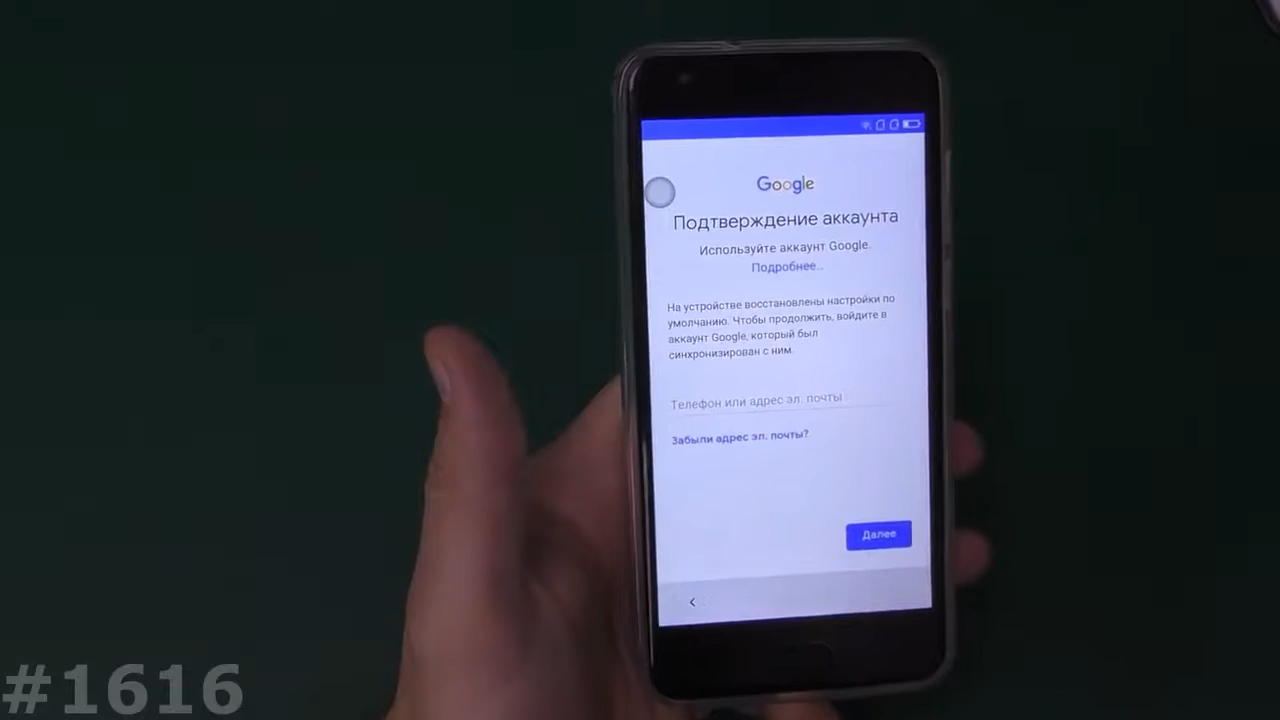 Google
Подтверждение аккаунта
Используйте аккаунт Google.
Подробнее..
На устройстве восстановлены настройки по
умолчанию. Чтобы продолжить, войдите в
аккаунт Google, который был
синхронизирован с ним.
Телефон или адрес эл. почты
Забыли адрес эл. почты?
Далее
#1616